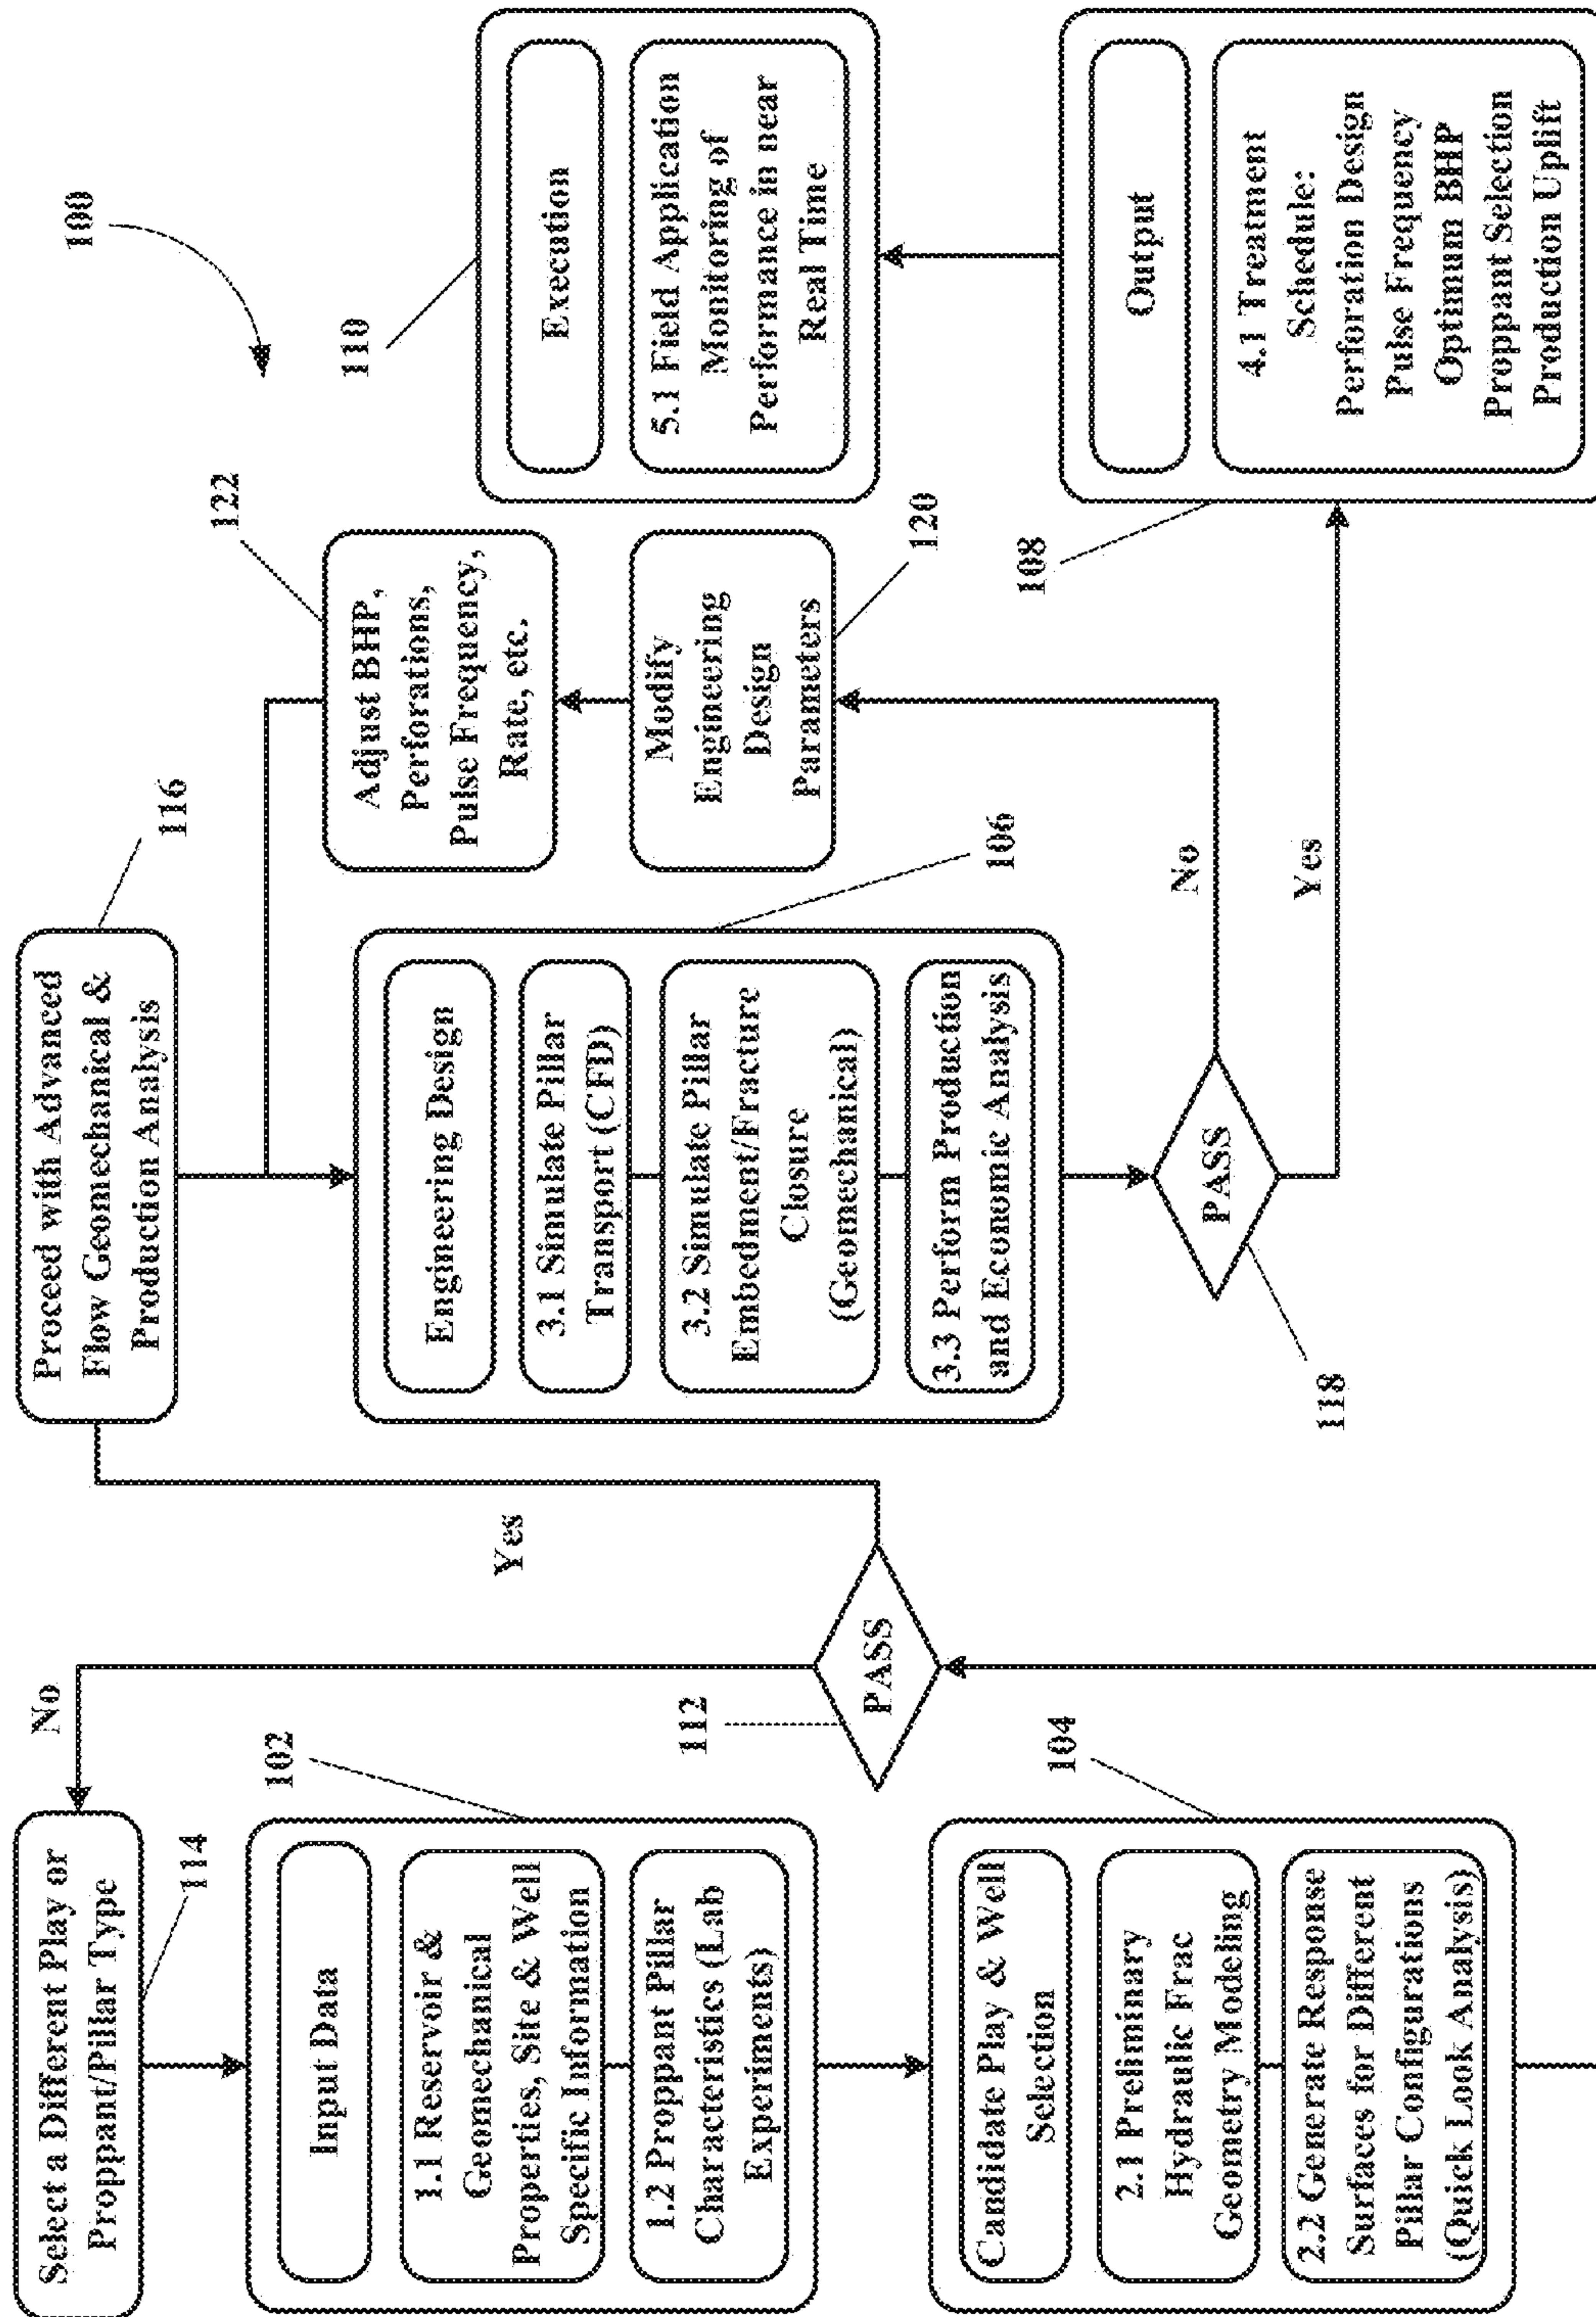 100
Select a Different Play or
Proppant/Pillar Type
114
No
102
Input Data
1.1 Reservoir &
Geomechanical
Properties, Site & Well
Specific Information
1.2 Proppant Pillar
Characteristics (Lab
Experiments)
104
Candidate Play & Well
Selection
2.1 Preliminary
Hydraulic Frac
Geometry Modeling
2.2 Generate Response
Surfaces for Different
Pillar Configurations
(Quick Look Analysis)
112
PASS
Yes
Proceed with Advanced
Flow Geomechanical &
Production Analysis
116
Engineering Design
3.1 Simulate Pillar
Transport (CFD)
3.2 Simulate Pillar
Embedment/Fracture
Closure
(Geomechanical)
3.3 Perform Production
and Economic Analysis
106
PASS
118
No
Yes
122
Adjust BHP,
Perforations,
Pulse Frequency,
Rate, etc.
Modify
Engineering
Design
Parameters
120
110
Execution
5.1 Field Application
Monitoring of
Performance in near
Real Time
108
Output
4.1 Treatment
Schedule:
Perforation Design
Pulse Frequency
Optimum BHP
Proppant Selection
Production Uplift